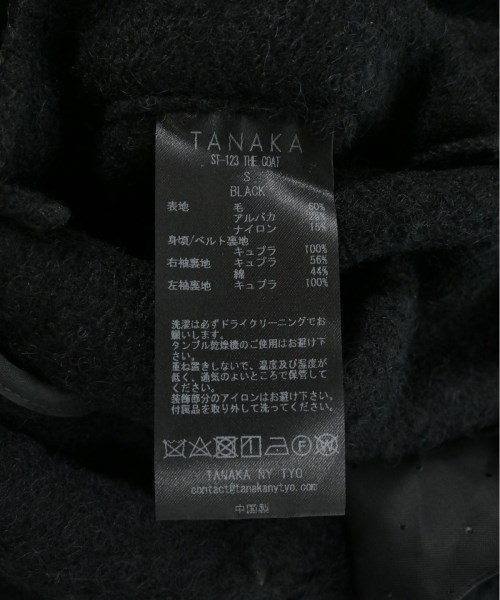 TANAKA
ST-123 THE COAT
S
BLACK
表地 毛 60%
アルパカ 25%
ナイロン 15%
身頃/ベルト裏地
キュプラ 100%
右袖裏地 キュプラ 56%
綿 44%
左袖裏地 キュプラ 100%
洗濯は必ずドライクリーニングでお
願いします。
タンブル乾燥機のご使用はお避け下
さい。
重ね置きしないで、温度及び湿度が
低く、通気のよいところで保管して
ください。
装飾部分のアイロンはお避け下さい。
付属品を取り外して洗ってください。
TANAKA NY TYO
contact@tanakanytyo.com
中国製